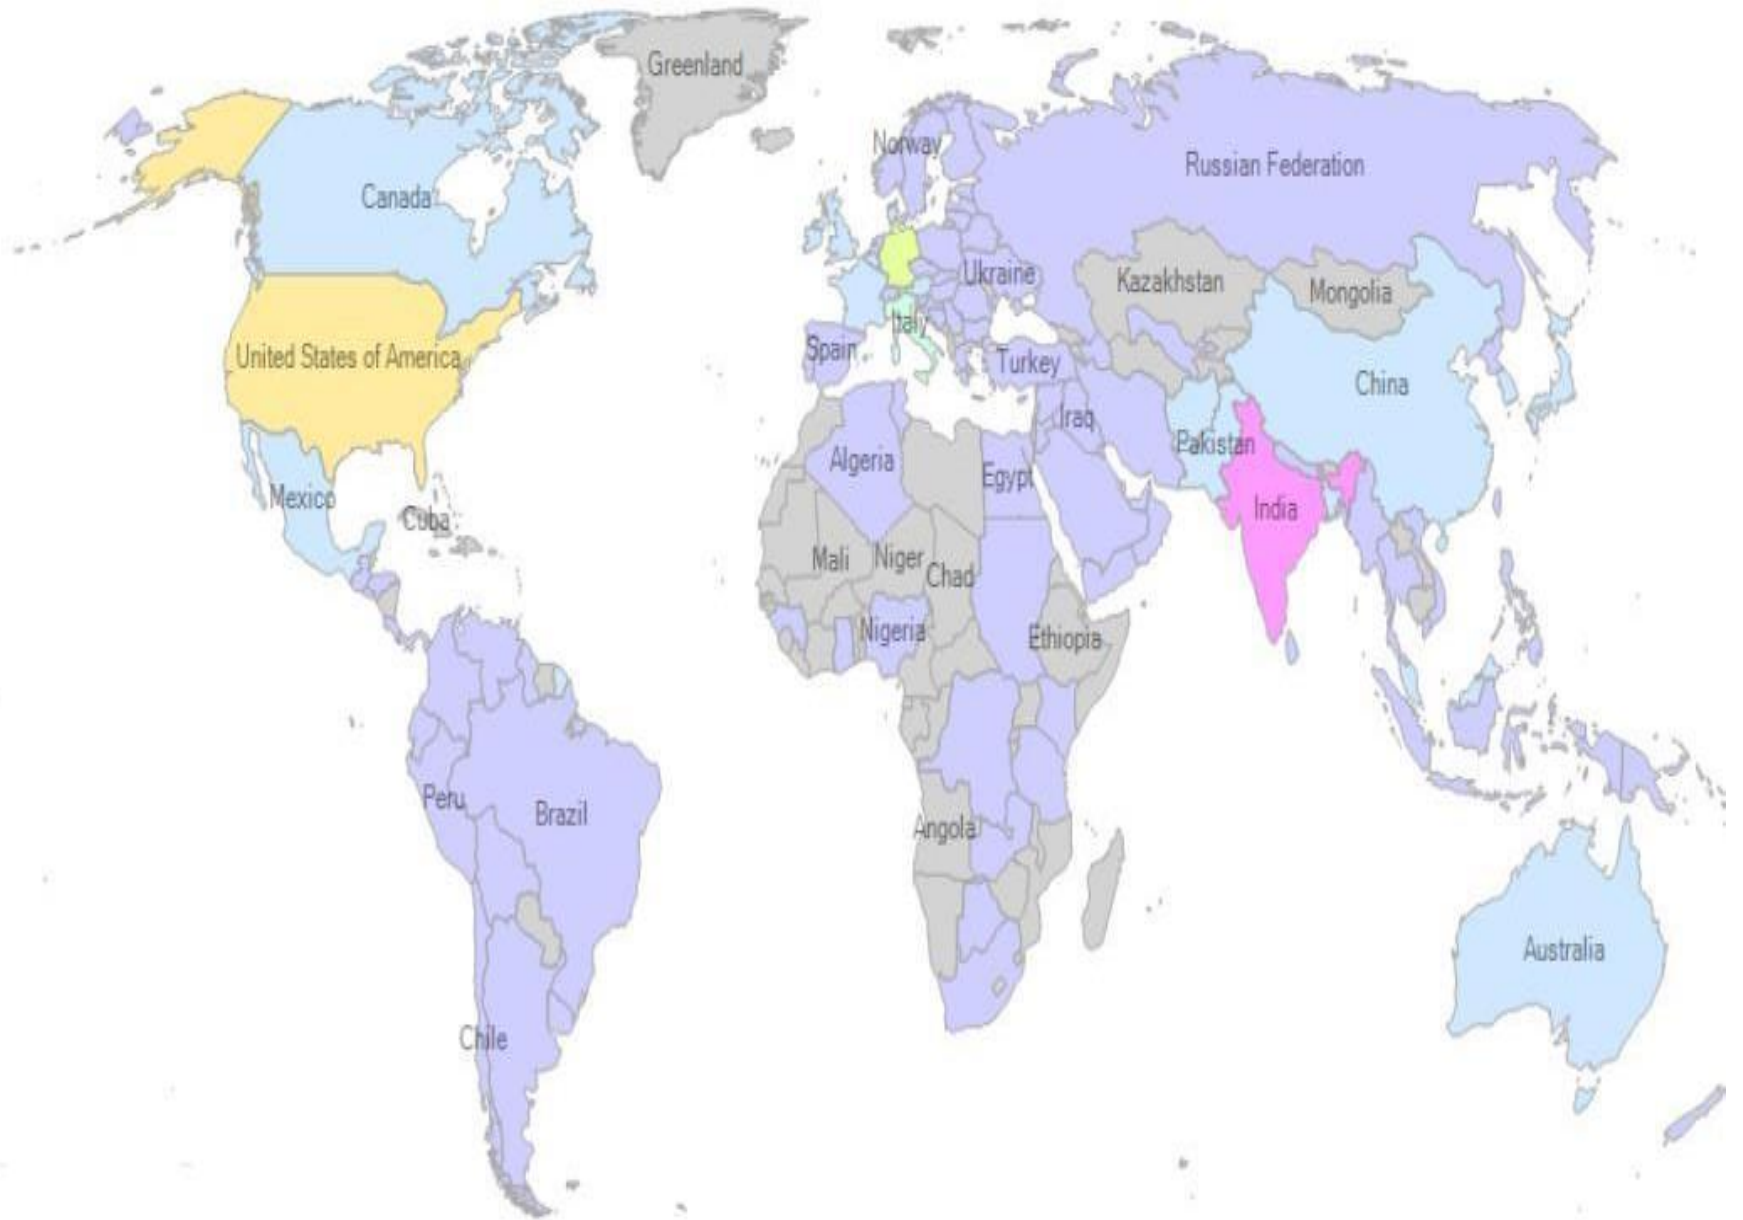 Greenland
Norway
Russian Federation
Canada
Ukraine
Kazakhstan
Mongolia
Italy
United States of America
Spain
Turkey
China
Iraq
Pakistan
Algeria
Egypt
Mexico
India
Cuba
Mali
Niger
Chad
Nigeria
Ethiopia
Peru
Brazil
Angola
Australia
Chile